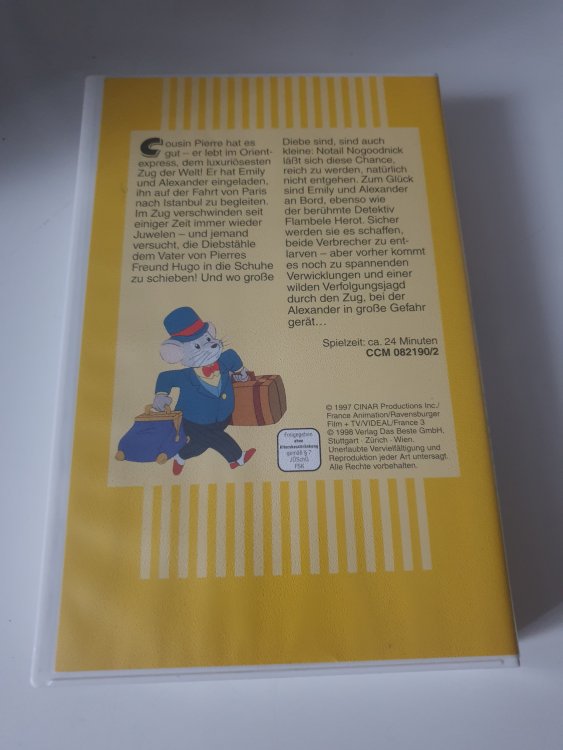 Cousin Pierre hat es
gut – er lebt im Orient-
express, dem luxuriösesten
Zug der Welt! Er hat Emily
und Alexander eingeladen,
ihn auf der Fahrt von Paris
nach Istanbul zu begleiten.
Im Zug verschwinden seit
einiger Zeit immer wieder
Juwelen – und jemand
versucht, die Diebstähle
dem Vater von Pierres
Freund Hugo in die Schuhe
zu schieben! Und wo große
Diebe sind, sind auch
kleine: Notail Nogoodnick
läßt sich diese Chance,
reich zu werden, natürlich
nicht entgehen. Zum Glück
sind Emily und Alexander
an Bord, ebenso wie
der berühmte Detektiv
Flambele Herot. Sicher
werden sie es schaffen,
beide Verbrecher zu ent-
larven – aber vorher kommt
es noch zu spannenden
Verwicklungen und einer
wilden Verfolgungsjagd
durch den Zug, bei der
Alexander in große Gefahr
gerät...
Spielzeit: ca. 24 Minuten
CCM 082190/2
© 1997 CINAR Productions Inc./
France Animation/Ravensburger
Film + TV/VIDEAL/France 3
© 1998 Verlag Das Beste GmbH,
Stuttgart · Zürich · Wien.
Unerlaubte Vervielfältigung und
Reproduktion jeder Art untersagt.
Alle Rechte vorbehalten.
Freigegeben
ohne
Altersbeschränkung
gemäß § 7
JÖSchG
FSK